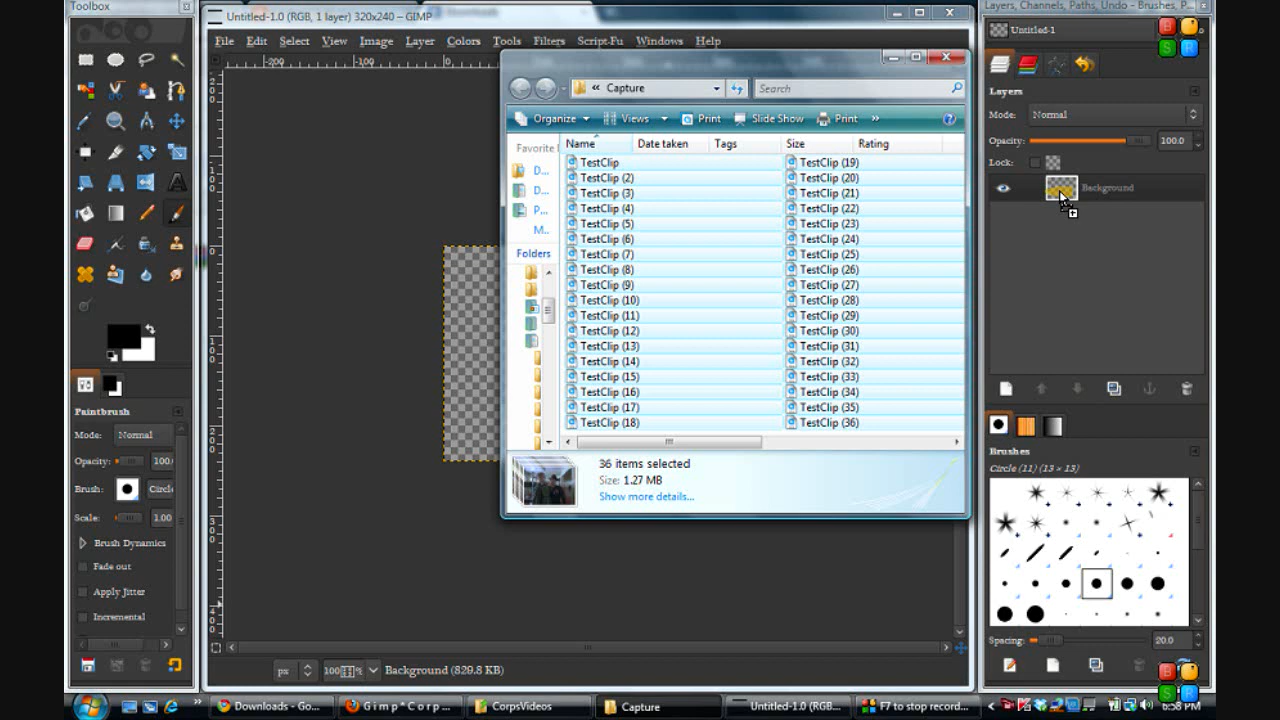 Toolbox
Untitled-1.0 (RGB, 1 layer) 320x240 – GIMP
File Edit Select View Image Layer Colors Tools Filters Script-Fu Windows Help
-200 -100 0
Capture
Search
Organize Views Print Slide Show Print »
Favorite
Name Date taken Tags Size Rating
D...
D...
P...
M..
Folders
TestClip TestClip (19)
TestClip (2) TestClip (20)
TestClip (3) TestClip (21)
TestClip (4) TestClip (22)
TestClip (5) TestClip (23)
TestClip (6) TestClip (24)
TestClip (7) TestClip (25)
TestClip (8) TestClip (26)
TestClip (9) TestClip (27)
TestClip (10) TestClip (28)
TestClip (11) TestClip (29)
TestClip (12) TestClip (30)
TestClip (13) TestClip (31)
TestClip (14) TestClip (32)
TestClip (15) TestClip (33)
TestClip (16) TestClip (34)
TestClip (17) TestClip (35)
TestClip (18) TestClip (36)
36 items selected
Size: 1.27 MB
Show more details...
Layers, Channels, Paths, Undo - Brushes, P...
Untitled-1
B
S R
Layers
Mode: Normal
Opacity: 100.0
Lock:
Background
Brushes
Circle (11) (13 × 13)
Spacing: 20.0
Paintbrush
Mode: Normal
Opacity: 100.
Brush: Circle
Scale: 1.00
Brush Dynamics
Fade out
Apply Jitter
Incremental
px 100 % Background (829.8 KB)
B
S R
Downloads - Go... Gimp * Corp... CorpsVideos Capture Untitled-1.0 (RGB... F7 to stop record... 6:58 PM